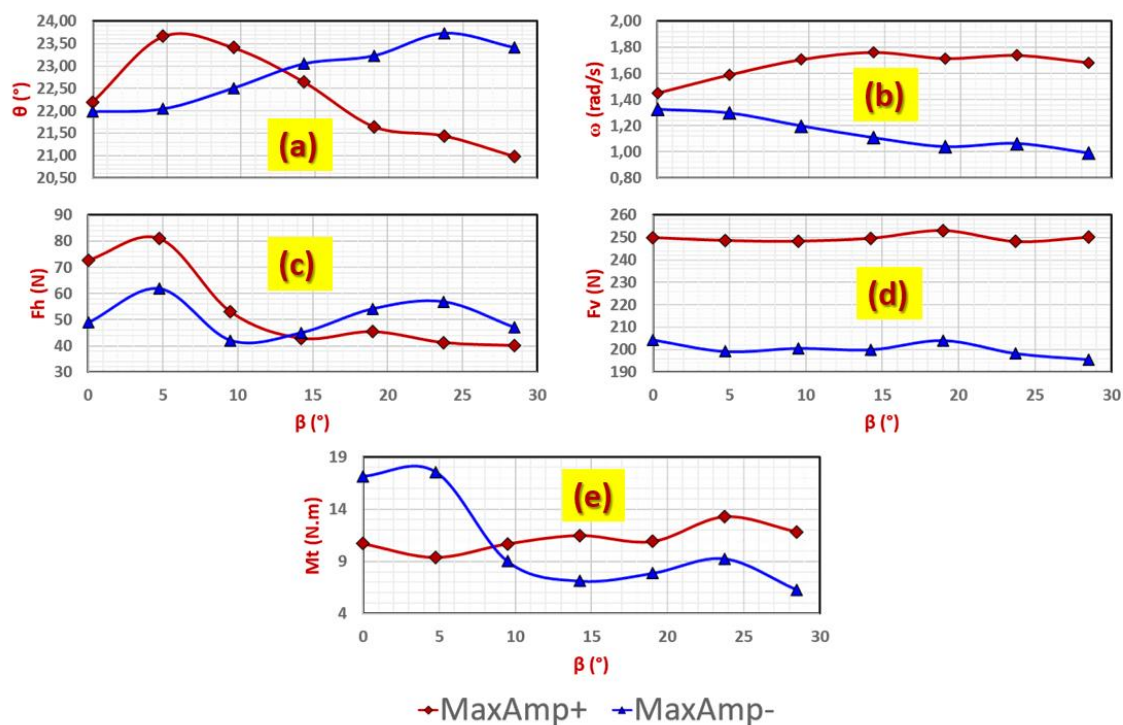 24,00
23,50
23,00
22,50
22,00
21,50
21,00
20,50
θ (°)
(a)
2,00
1,80
1,60
1,40
1,20
1,00
0,80
ω (rad/s)
(b)
90
80
70
60
50
40
30
Fh (N)
(c)
0 5 10 15 20 25 30
β (°)
260
250
240
230
220
210
200
190
Fv (N)
(d)
0 5 10 15 20 25 30
β (°)
19
14
9
4
Mt (N.m)
(e)
0 5 10 15 20 25 30
β (°)
MaxAmp+ MaxAmp-